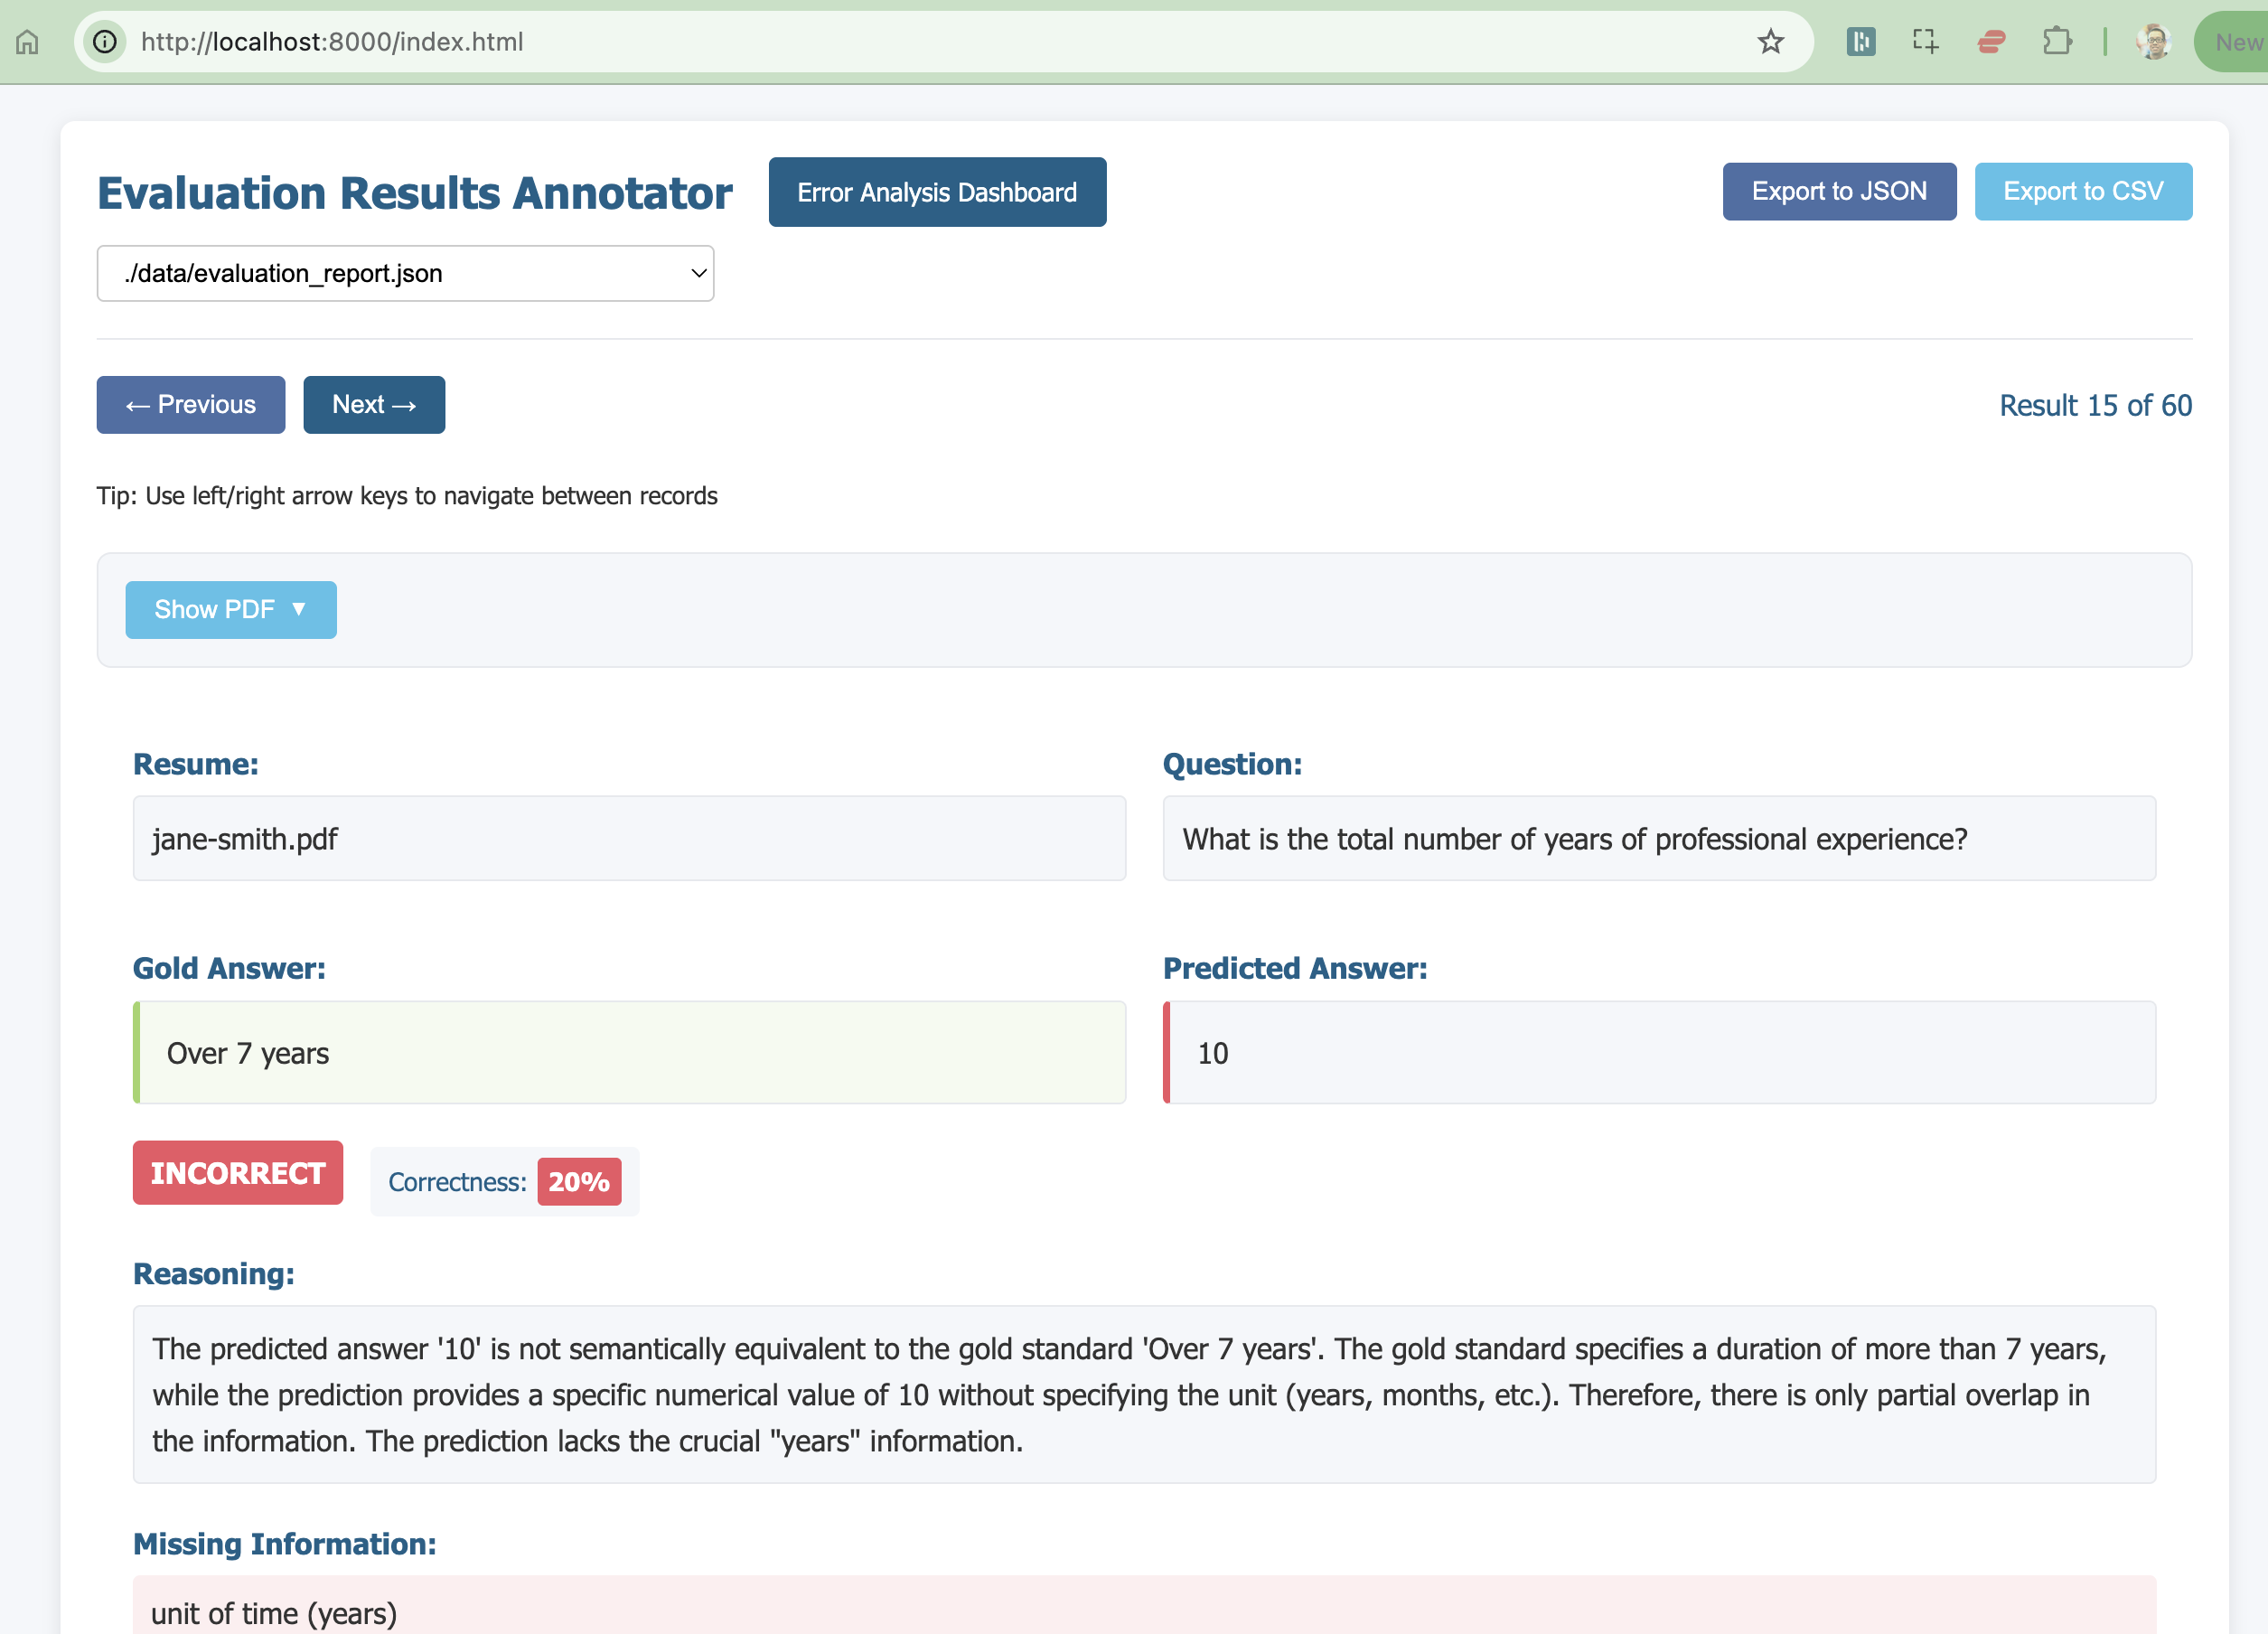 http://localhost:8000/index.html
New
Evaluation Results Annotator
Error Analysis Dashboard
Export to JSON
Export to CSV
./data/evaluation_report.json
← Previous
Next →
Result 15 of 60
Tip: Use left/right arrow keys to navigate between records
Show PDF ▼
Resume:
Question:
jane-smith.pdf
What is the total number of years of professional experience?
Gold Answer:
Predicted Answer:
Over 7 years
10
INCORRECT
Correctness: 20%
Reasoning:
The predicted answer '10' is not semantically equivalent to the gold standard 'Over 7 years'. The gold standard specifies a duration of more than 7 years,
while the prediction provides a specific numerical value of 10 without specifying the unit (years, months, etc.). Therefore, there is only partial overlap in
the information. The prediction lacks the crucial "years" information.
Missing Information:
unit of time (years)